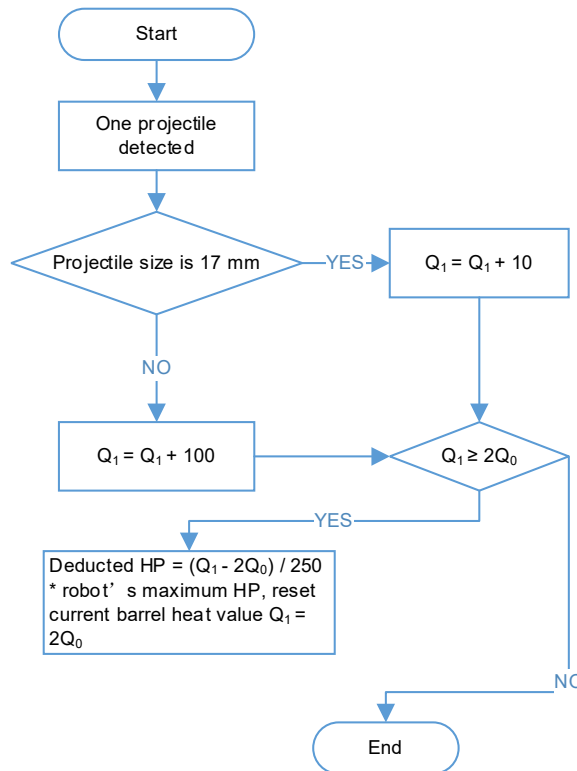 Start
One projectile
detected
Projectile size is 17 mm
YES
Q₁ = Q₁ + 10
NO
Q₁ = Q₁ + 100
Q₁ ≥ 2Q₀
YES
Deducted HP = (Q₁ - 2Q₀) / 250
* robot’s maximum HP, reset
current barrel heat value Q₁ =
2Q₀
NO
End